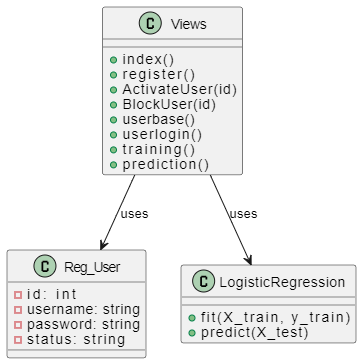 C Views
index()
register()
ActivateUser(id)
BlockUser(id)
userbase()
userlogin()
training()
prediction()
uses
uses
C Reg_User
id: int
username: string
password: string
status: string
C LogisticRegression
fit(X_train, y_train)
predict(X_test)